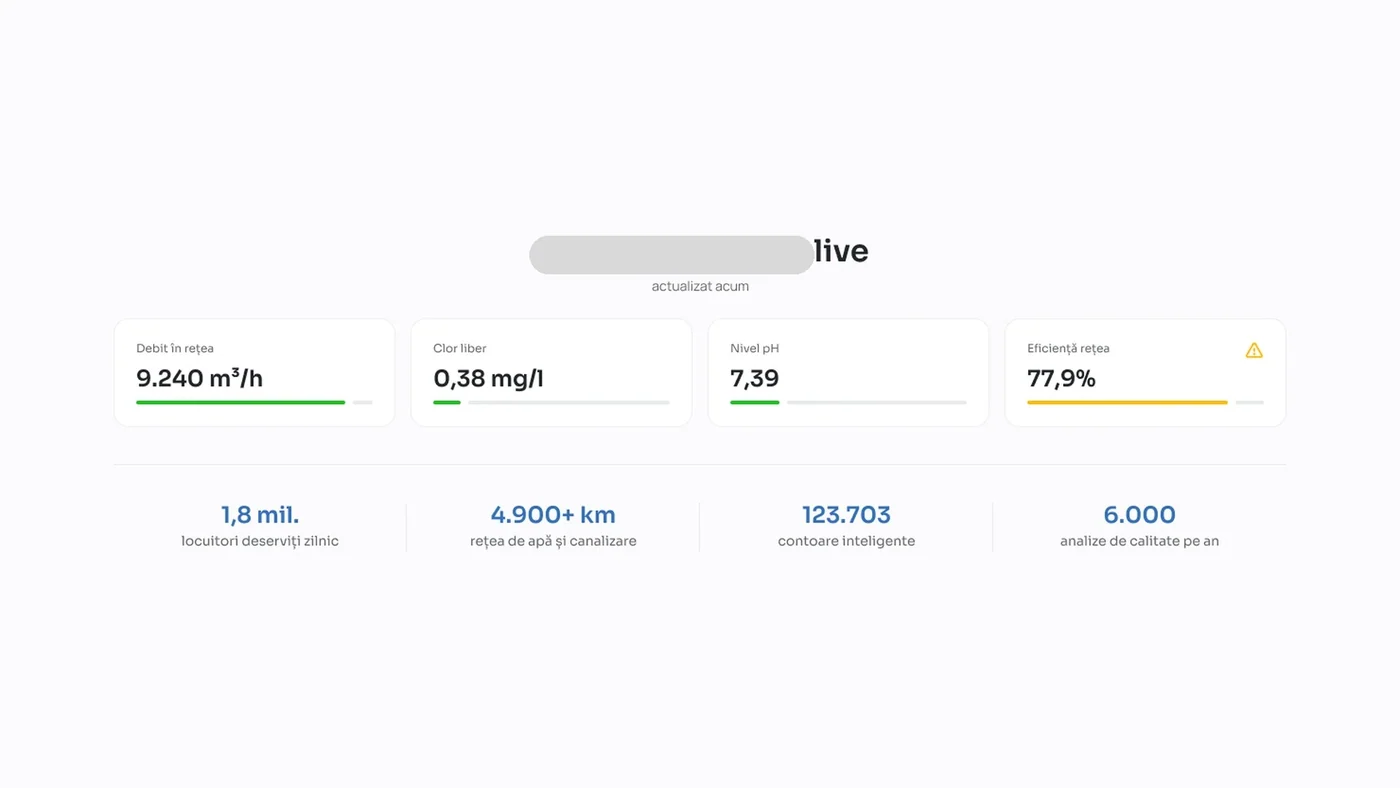 live
actualizat acum
Debit în rețea
9.240 m³/h
Clor liber
0,38 mg/l
Nivel pH
7,39
Eficiență rețea
77,9%
1,8 mil.
locuitori deserviți zilnic
4.900+ km
rețea de apă și canalizare
123.703
contoare inteligente
6.000
analize de calitate pe an